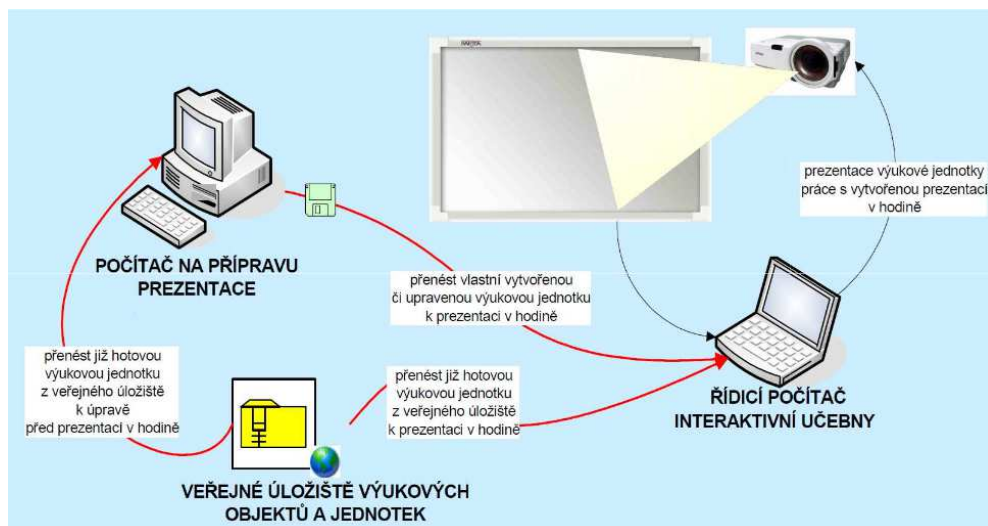 prezentace výukové jednotky
práce s vytvořenou prezentací
v hodině
POČÍTAČ NA PŘÍPRAVU
PREZENTACE
přenést vlastní vytvořenou
či upravenou výukovou jednotku
k prezentaci v hodině
přenést již hotovou
výukovou jednotku
z veřejného úložiště
k úpravě
před prezentací v hodině
přenést již hotovou
výukovou jednotku
z veřejného úložiště
k prezentaci v hodině
ŘÍDICÍ POČÍTAČ
INTERAKTIVNÍ UČEBNY
VEŘEJNÉ ÚLOŽIŠTĚ VÝUKOVÝCH
OBJEKTŮ A JEDNOTEK